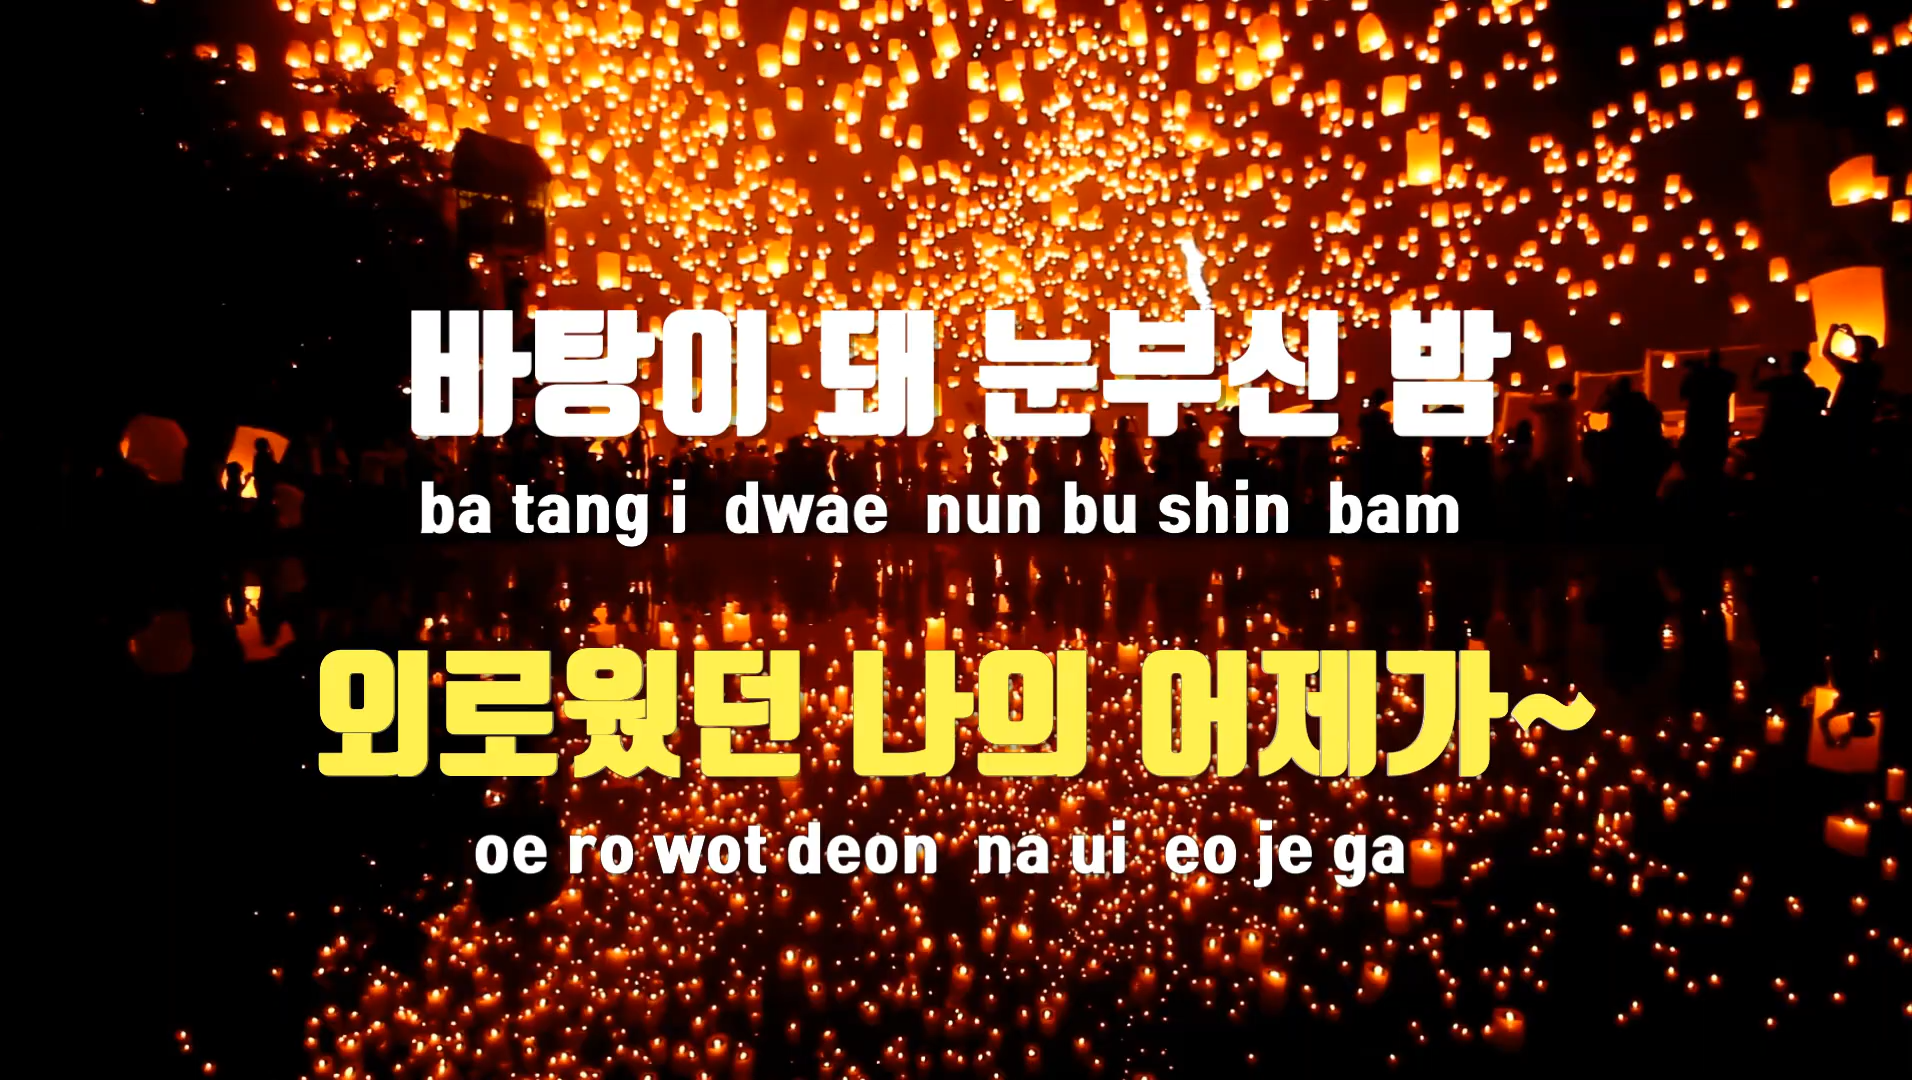 바탕이 돼 눈부신 밤
ba tang i dwae nun bu shin bam
외로웠던 나의 어제가~
oe ro wot deon na ui eo je ga